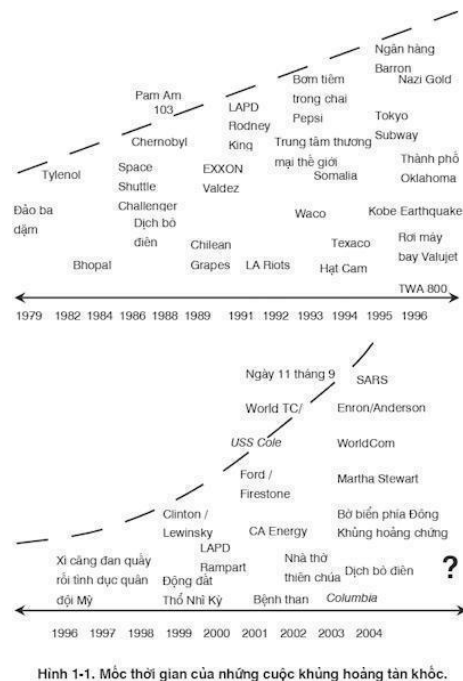 Ngân hàng
Barron
Nazi Gold
Bơm tiêm
trong chai
Pepsi
Pam Am
103
LAPD
Rodney
King
Tokyo
Subway
Chernobyl
Trung tâm thương
mại thế giới
Tylenol
Space
Shuttle
Challenger
EXXON
Valdez
Somalia
Thành phố
Oklahoma
Đảo ba
dặm
Dịch bò
điên
Waco
Kobe Earthquake
Bhopal
Chilean
Grapes
LA Riots
Texaco
Hạt Cam
Rơi máy
bay Valujet
TWA 800
1979 1982 1984 1986 1988 1989 1991 1992 1993 1994 1995 1996
Ngày 11 tháng 9
SARS
World TC/
Enron/Anderson
USS Cole
WorldCom
Ford /
Firestone
Martha Stewart
Clinton /
Lewinsky
CA Energy
Bờ biển phía Đông
Khủng hoảng chứng
LAPD
Rampart
Xì căng đan quầy
rối tình dục quân
đội Mỹ
Động đất
Thổ Nhĩ Kỳ
Nhà thờ
thiên chúa
Dịch bò điên
?
Bệnh than
Columbia
1996 1997 1998 1999 2000 2001 2002 2003 2004
Hình 1-1. Mốc thời gian của những cuộc khủng hoảng tàn khốc.